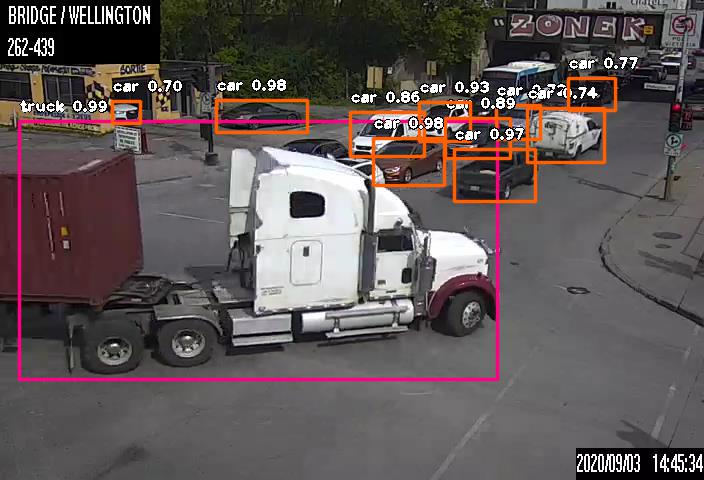 BRIDGE / WELLINGTON
262-439
"ZONEK"
car 0.77
car 0.70
car 0.98
car 0.93
car 0.86
truck 0.99
0.89
0.74
car 0.98
car 0.97
SORTIE
2020/09/03 14:45:34